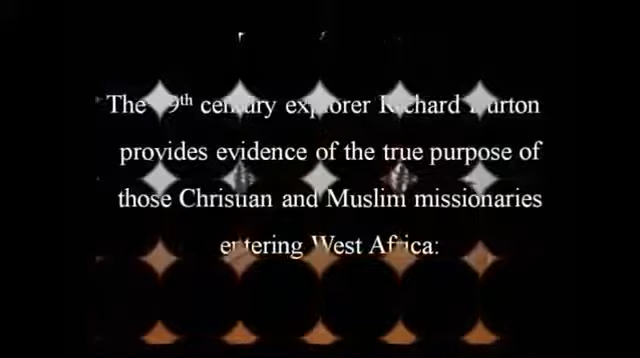 The 19th century explorer Richard Burton
provides evidence of the true purpose of
those Christian and Muslim missionaries
entering West Africa: